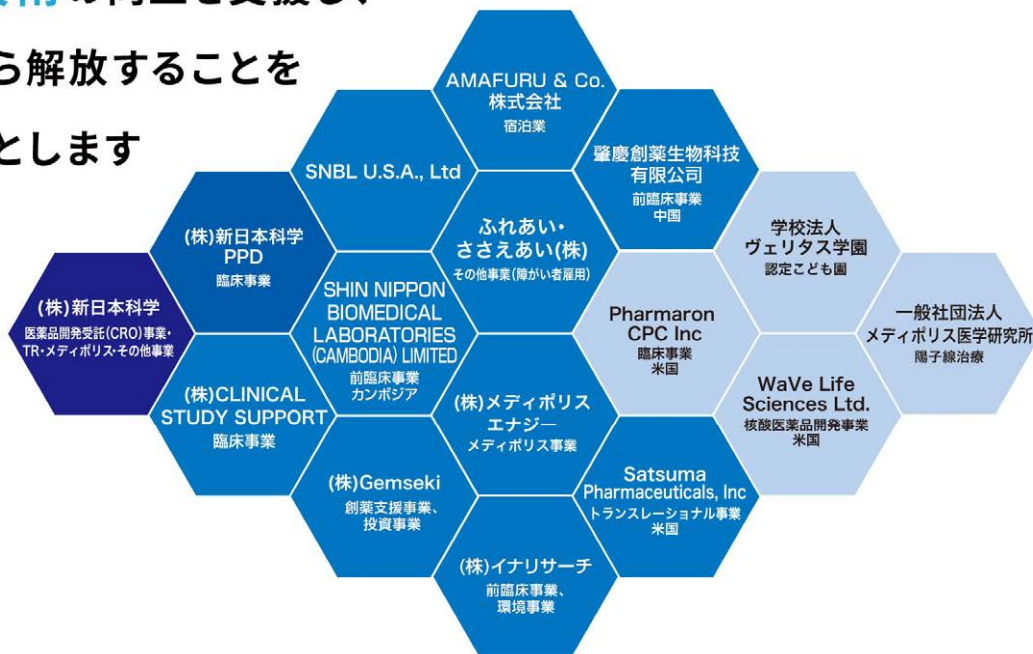 の向上を支援し、
ら解放することを
とします
AMAFURU & Co.
株式会社
宿泊業
SNBL U.S.A., Ltd
肇慶創薬生物科技
有限公司
前臨床事業
中国
(株)新日本科学
PPD
臨床事業
ふれあい・
ささえあい(株)
その他事業(障がい者雇用)
学校法人
ヴェリタス学園
認定こども園
(株)新日本科学
医薬品開発受託(CRO)事業・
TR・メディポリス・その他事業
SHIN NIPPON
BIOMEDICAL
LABORATORIES
(CAMBODIA) LIMITED
前臨床事業
カンボジア
Pharmaron
CPC Inc
臨床事業
米国
一般社団法人
メディポリス医学研究所
陽子線治療
(株)CLINICAL
STUDY SUPPORT
臨床事業
(株)メディポリス
エナジー
メディポリス事業
WaVe Life
Sciences Ltd.
核酸医薬品開発事業
米国
(株)Gemseki
創薬支援事業、
投資事業
Satsuma
Pharmaceuticals, Inc
トランスレーショナル事業
米国
(株)イナリサーチ
前臨床事業、
環境事業